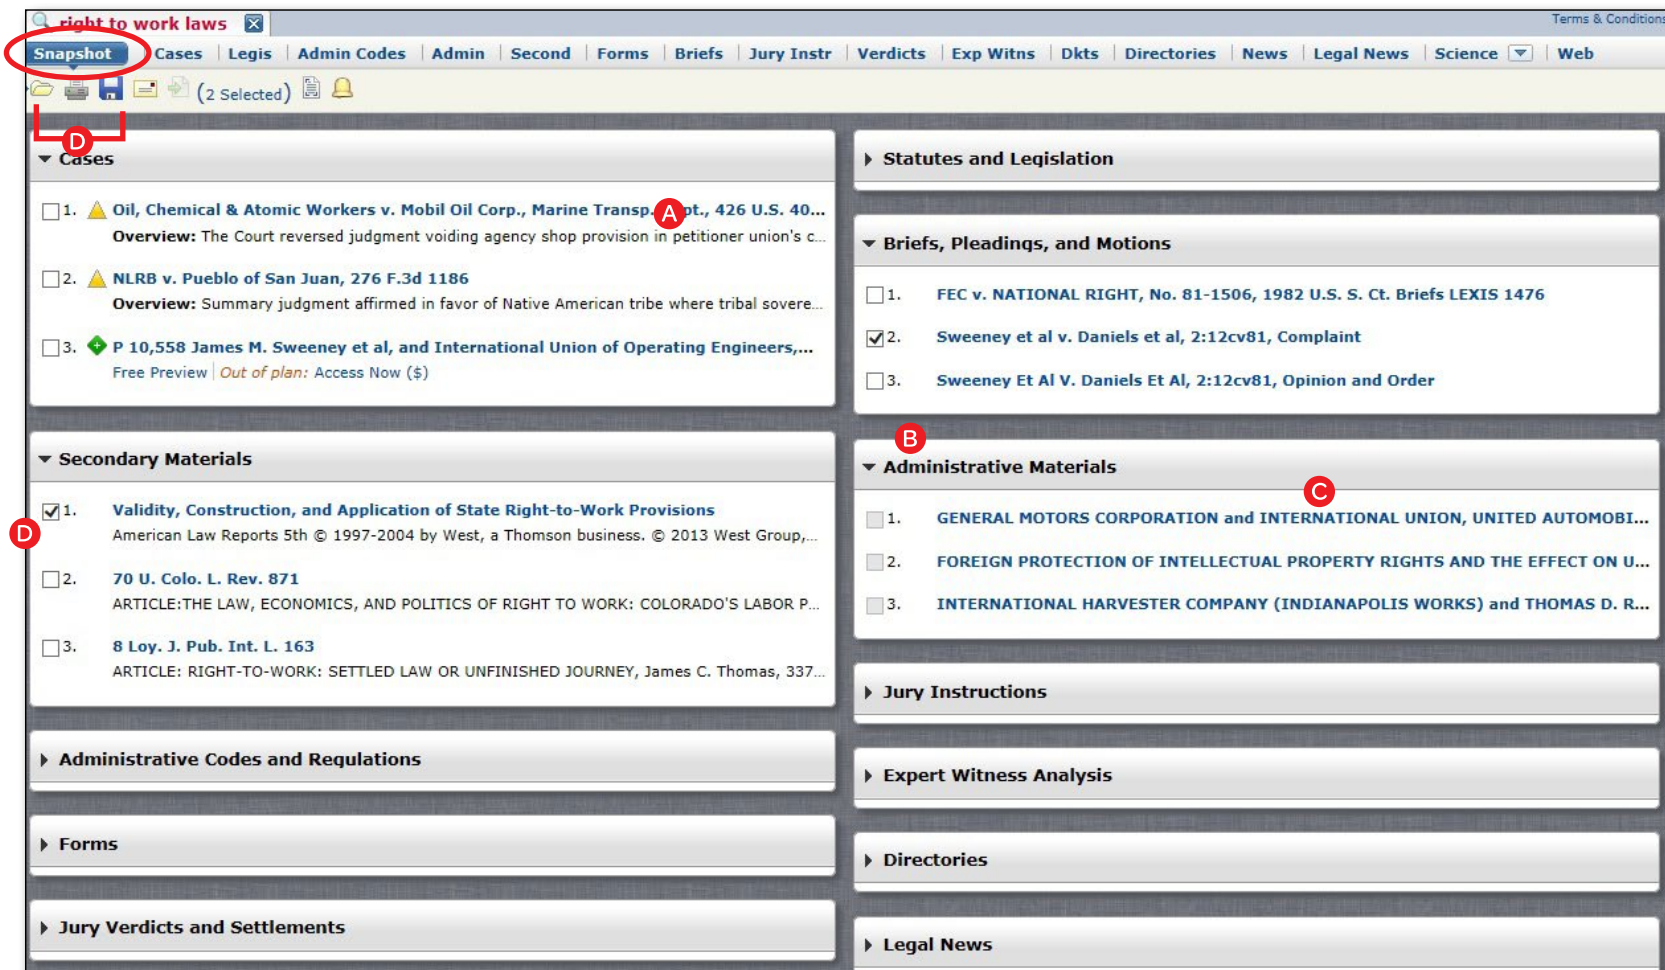 right to work laws
Terms & Conditions
Snapshot Cases Legis Admin Codes Admin Second Forms Briefs Jury Instr Verdicts Exp Witns Dkts Directories News Legal News Science Web
(2 Selected)
D
Cases
1. Oil, Chemical & Atomic Workers v. Mobil Oil Corp., Marine Transp. pt., 426 U.S. 40...
A
Overview: The Court reversed judgment voiding agency shop provision in petitioner union's c...
2. NLRB v. Pueblo of San Juan, 276 F.3d 1186
Overview: Summary judgment affirmed in favor of Native American tribe where tribal sovere...
3. P 10,558 James M. Sweeney et al, and International Union of Operating Engineers,...
Free Preview Out of plan: Access Now ($)
Secondary Materials
1. Validity, Construction, and Application of State Right-to-Work Provisions
D
American Law Reports 5th © 1997-2004 by West, a Thomson business. © 2013 West Group,...
2. 70 U. Colo. L. Rev. 871
ARTICLE:THE LAW, ECONOMICS, AND POLITICS OF RIGHT TO WORK: COLORADO'S LABOR P...
3. 8 Loy. J. Pub. Int. L. 163
ARTICLE: RIGHT-TO-WORK: SETTLED LAW OR UNFINISHED JOURNEY, James C. Thomas, 337...
Administrative Codes and Regulations
Forms
Jury Verdicts and Settlements
Statutes and Legislation
Briefs, Pleadings, and Motions
1. FEC v. NATIONAL RIGHT, No. 81-1506, 1982 U.S. S. Ct. Briefs LEXIS 1476
2. Sweeney et al v. Daniels et al, 2:12cv81, Complaint
3. Sweeney Et Al V. Daniels Et Al, 2:12cv81, Opinion and Order
B
Administrative Materials
C
1. GENERAL MOTORS CORPORATION and INTERNATIONAL UNION, UNITED AUTOMOBI...
2. FOREIGN PROTECTION OF INTELLECTUAL PROPERTY RIGHTS AND THE EFFECT ON U...
3. INTERNATIONAL HARVESTER COMPANY (INDIANAPOLIS WORKS) and THOMAS D. R...
Jury Instructions
Expert Witness Analysis
Directories
Legal News